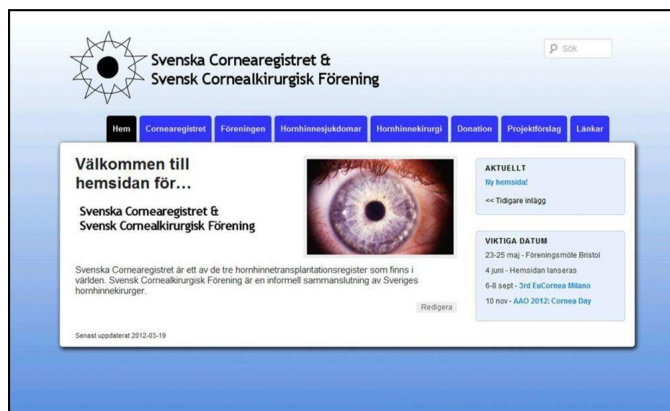 Svenska Cornearegistret &
Svensk Cornealkirurgisk Förening
Sök
Hem Cornearegistret Föreningen Hornhinnesjukdomar Hornhinnekirurgi Donation Projektförslag Länkar
Välkommen till
hemsidan för...
Svenska Cornearegistret &
Svensk Cornealkirurgisk Förening
Svenska Cornearegistret är ett av de tre hornhinnetransplantationsregister som finns i
världen. Svensk Cornealkirurgisk Förening är en informell sammanslutning av Sveriges
hornhinnekirurger.
Redigera
Senast uppdaterat 2012-03-19
AKTUELLT
Ny hemsida!
<< Tidigare inlägg
VIKTIGA DATUM
23-25 maj - Föreningsmöte Bristol
4 juni - Hemsidan lanseras
6-8 sept - 3rd EuCornea Milano
10 nov - AAO 2012: Cornea Day